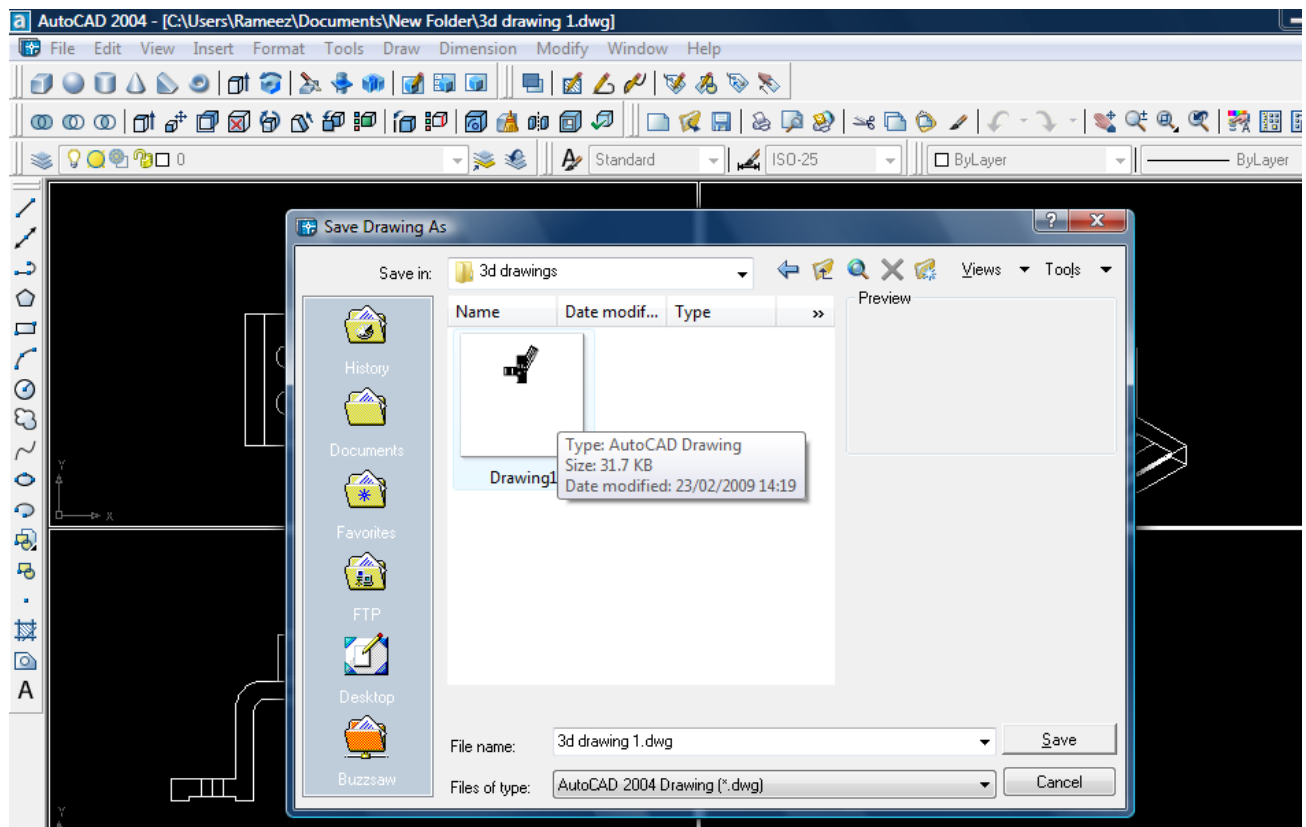 a AutoCAD 2004 - [C:\Users\Rameez\Documents\New Folder\3d drawing 1.dwg]
File Edit View Insert Format Tools Draw Dimension Modify Window Help
0 Standard ISO-25 ByLayer ByLayer
Save Drawing As
Save in: 3d drawings Views Tools
Name Date modif... Type » Preview
History
Documents
Favorites
FTP
Desktop
Buzzsaw
Drawing1
Type: AutoCAD Drawing
Size: 31.7 KB
Date modified: 23/02/2009 14:19
File name: 3d drawing 1.dwg Save
Files of type: AutoCAD 2004 Drawing (*.dwg) Cancel
A
Y
X
Y